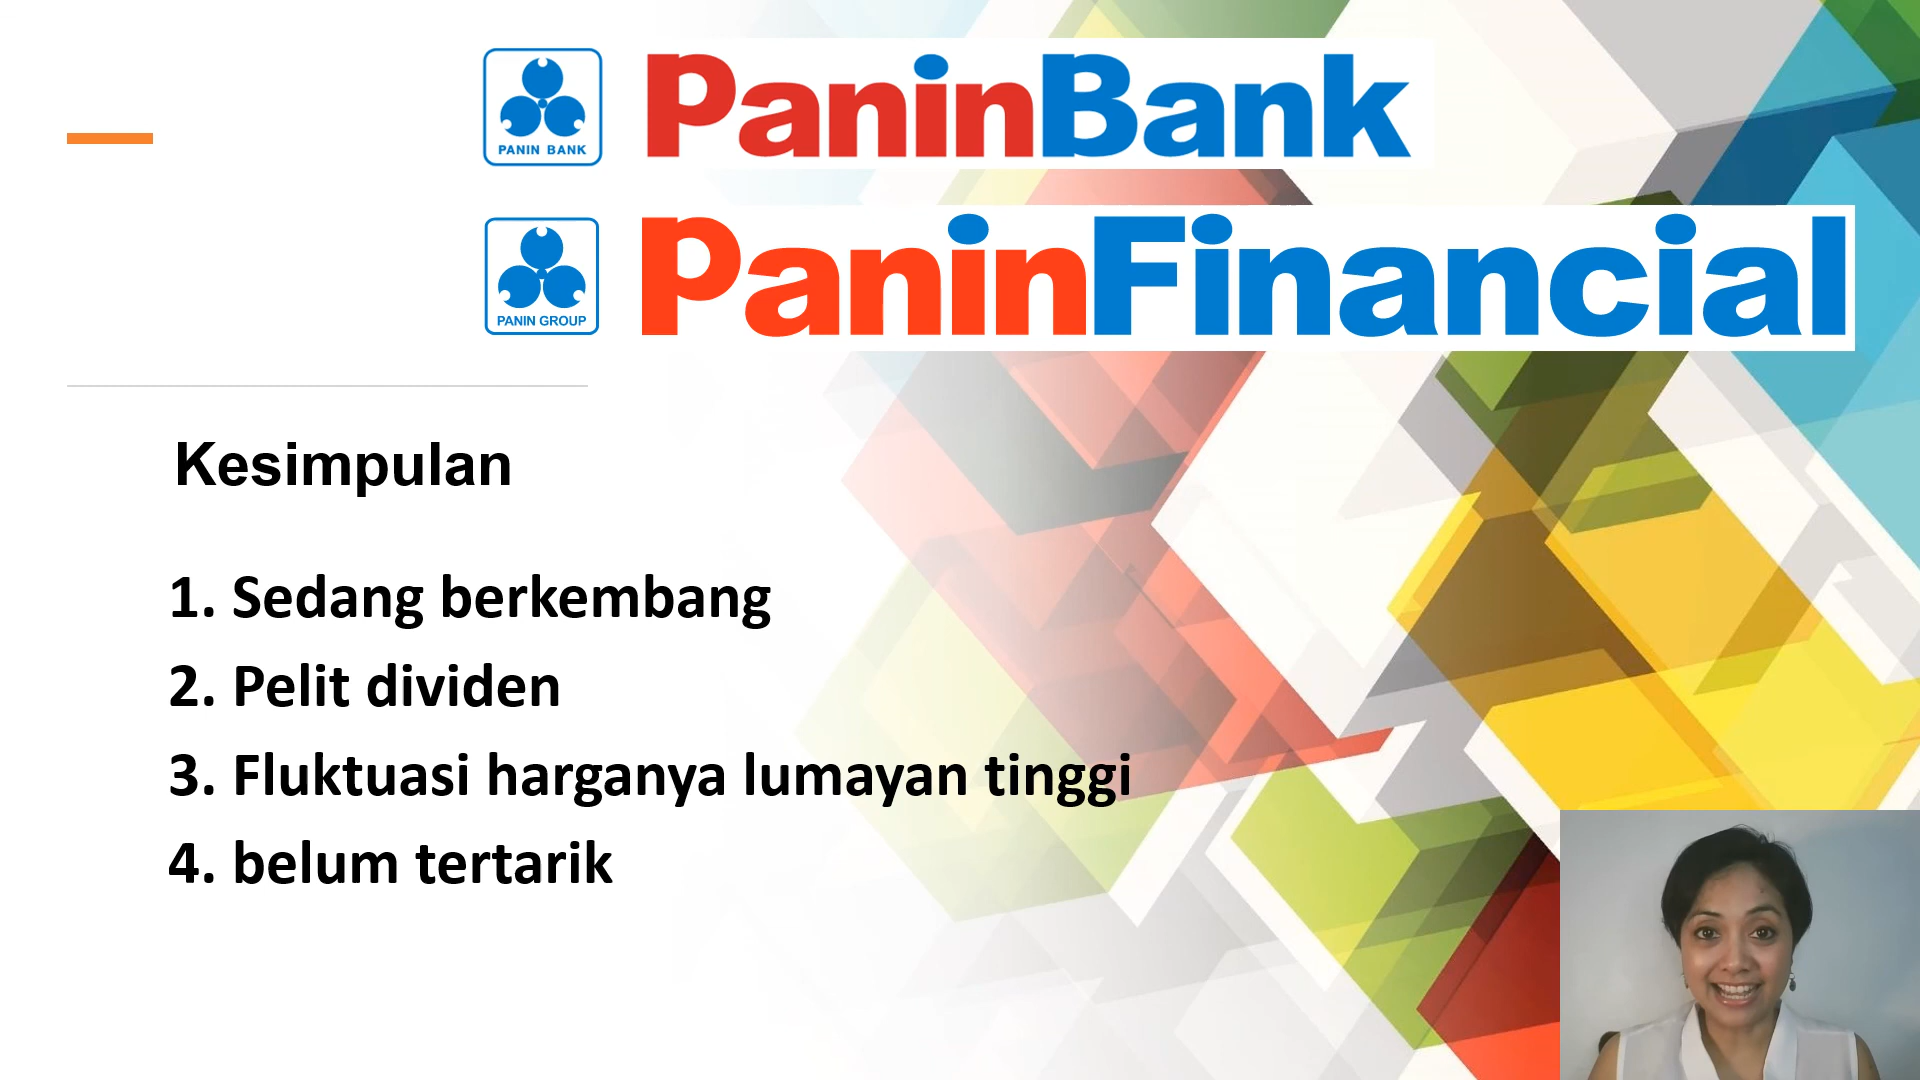 PANIN BANK
PaninBank
PANIN GROUP
PaninFinancial
Kesimpulan
1. Sedang berkembang
2. Pelit dividen
3. Fluktuasi harganya lumayan tinggi
4. belum tertarik